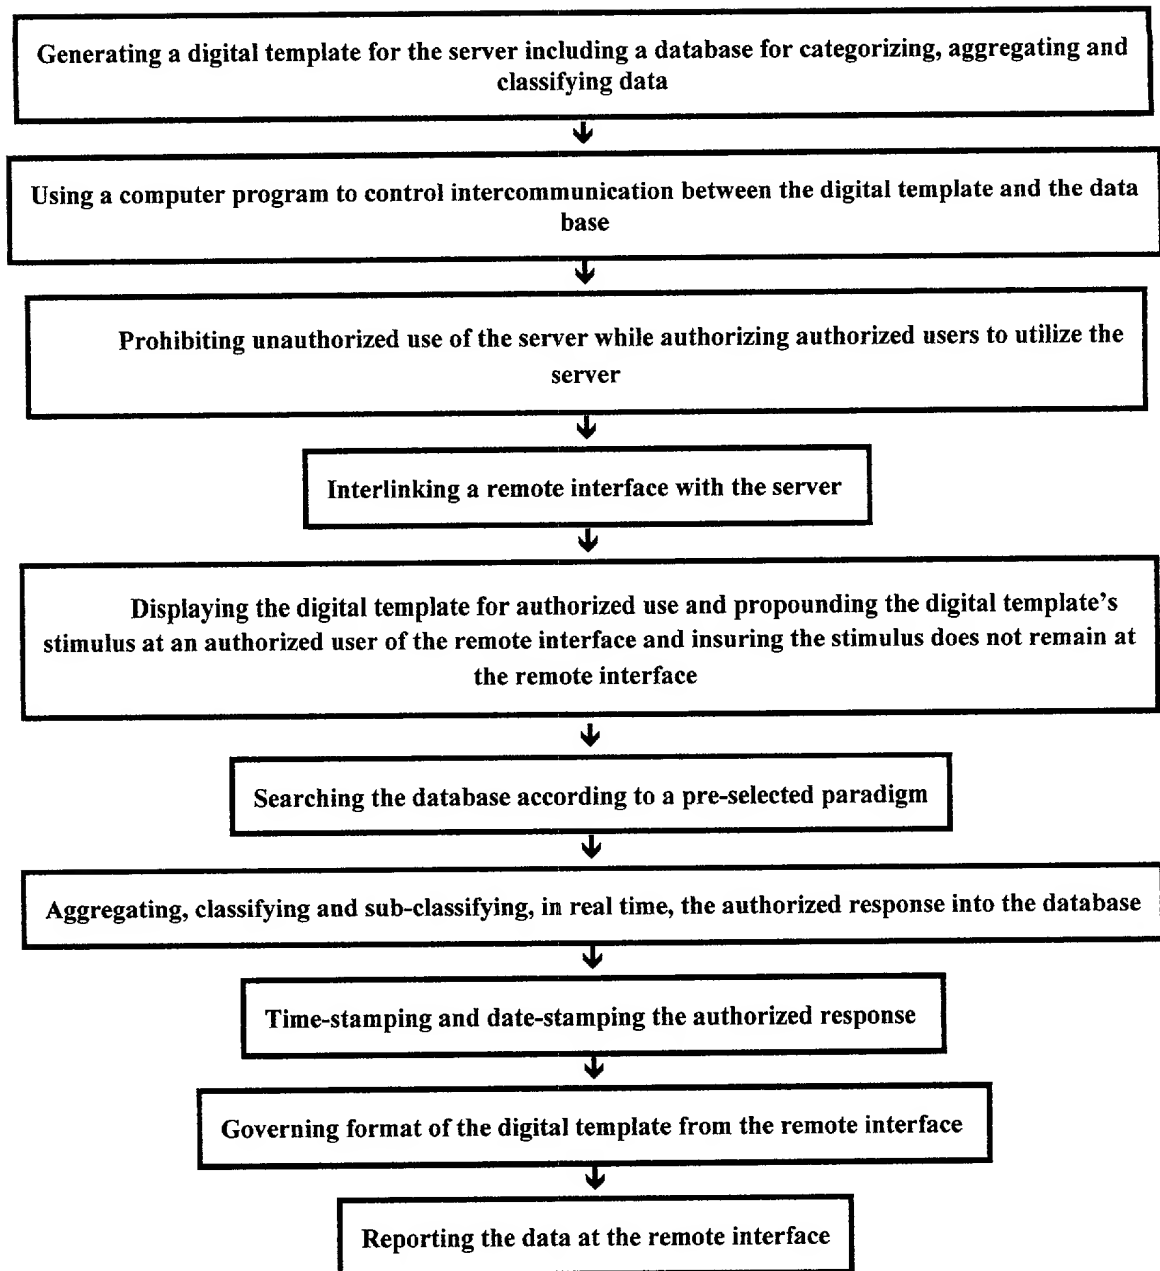 Generating a digital template for the server including a database for categorizing, aggregating and
classifying data
Using a computer program to control intercommunication between the digital template and the data
base
Prohibiting unauthorized use of the server while authorizing authorized users to utilize the
server
Interlinking a remote interface with the server
Displaying the digital template for authorized use and propounding the digital template's
stimulus at an authorized user of the remote interface and insuring the stimulus does not remain at
the remote interface
Searching the database according to a pre-selected paradigm
Aggregating, classifying and sub-classifying, in real time, the authorized response into the database
Time-stamping and date-stamping the authorized response
Governing format of the digital template from the remote interface
Reporting the data at the remote interface